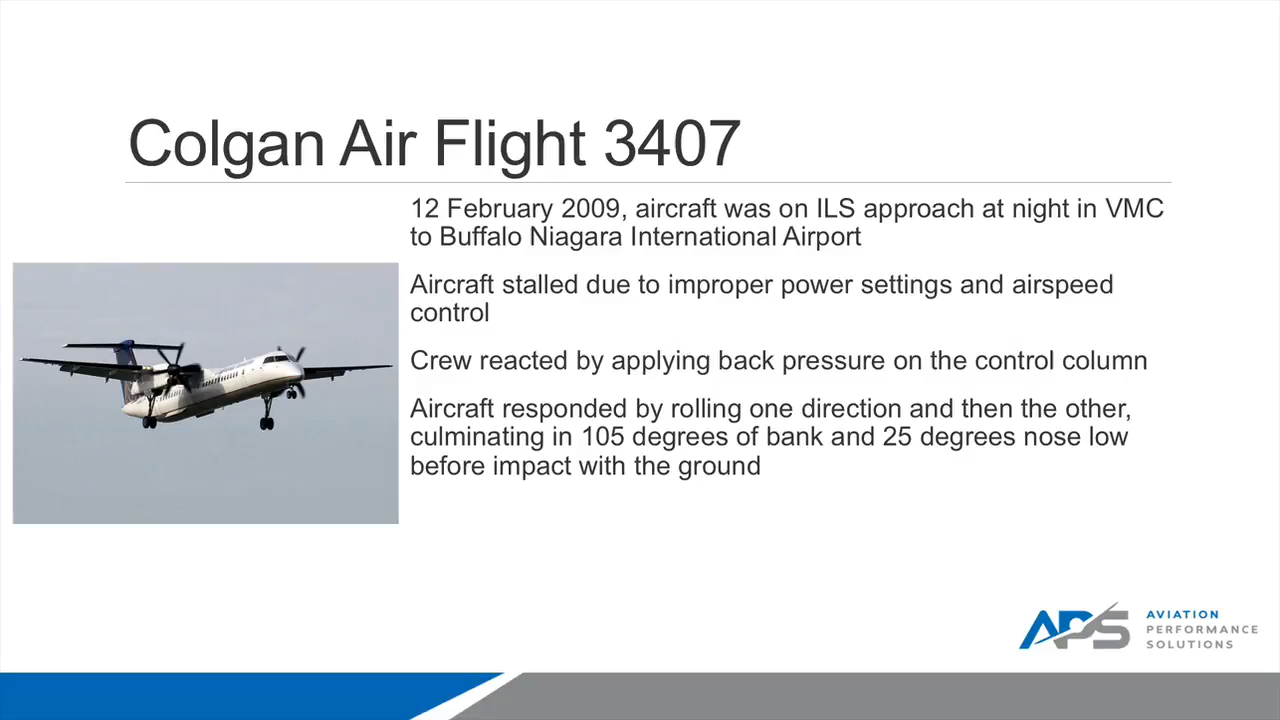 Colgan Air Flight 3407
12 February 2009, aircraft was on ILS approach at night in VMC
to Buffalo Niagara International Airport
Aircraft stalled due to improper power settings and airspeed
control
Crew reacted by applying back pressure on the control column
Aircraft responded by rolling one direction and then the other,
culminating in 105 degrees of bank and 25 degrees nose low
before impact with the ground
APS
AVIATION
PERFORMANCE
SOLUTIONS